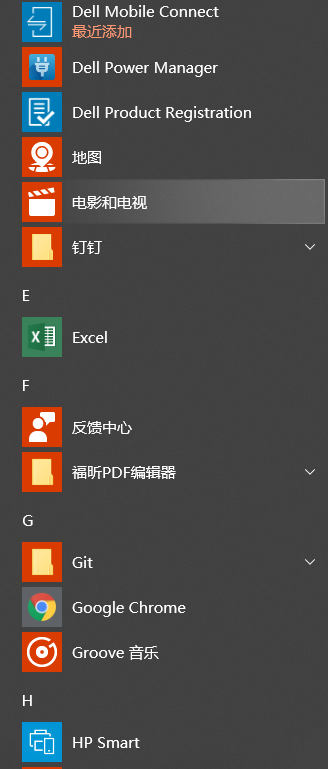 Dell Mobile Connect
最近添加
Dell Power Manager
Dell Product Registration
地图
电影和电视
钉钉
E
Excel
F
反馈中心
福昕PDF编辑器
G
Git
Google Chrome
Groove 音乐
H
HP Smart